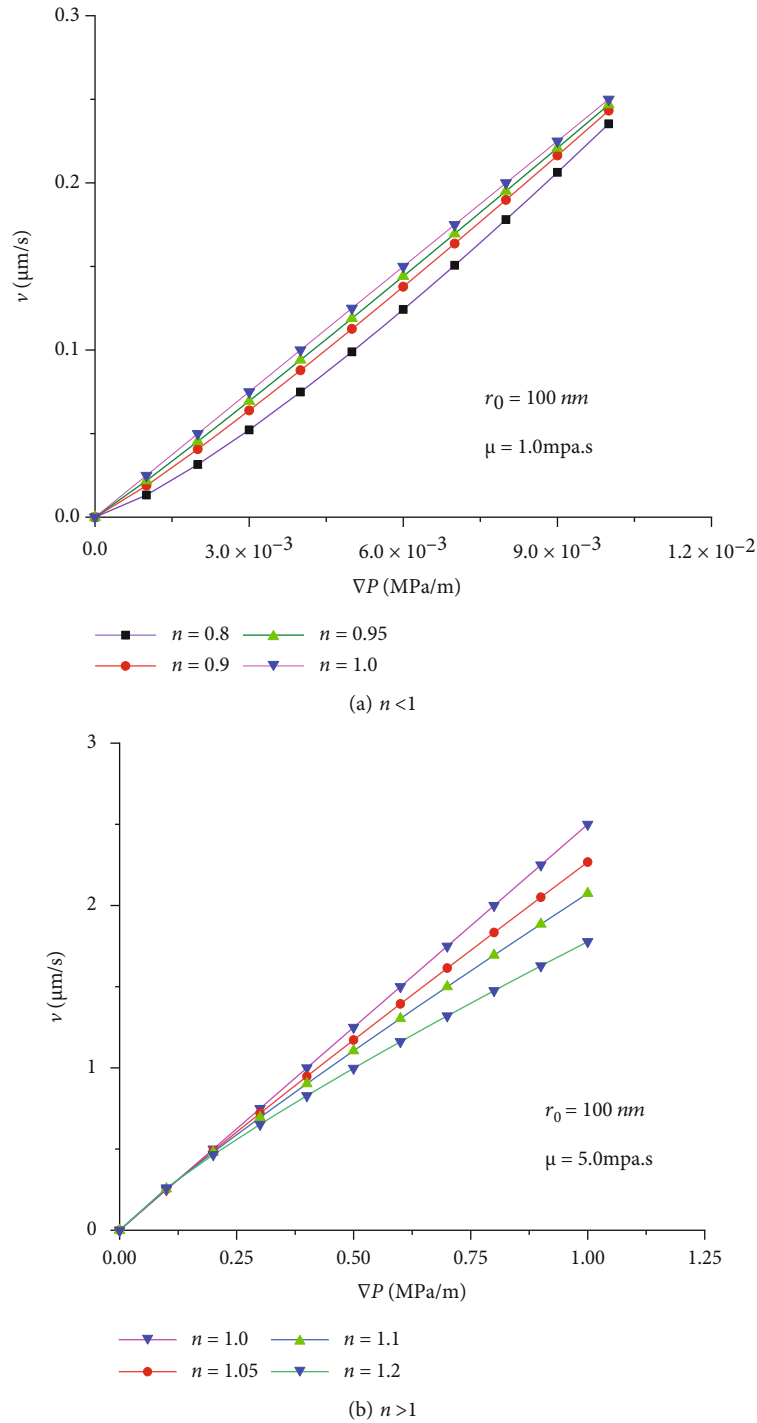 0.3
0.2
0.1
0.0
v (μm/s)
r0 = 100 nm
μ = 1.0mpa.s
0.0 3.0 × 10−3 6.0 × 10−3 9.0 × 10−3 1.2 × 10−2
∇P (MPa/m)
n = 0.8 n = 0.95
n = 0.9 n = 1.0
(a) n <1
3
2
1
0
v (μm/s)
r0 = 100 nm
μ = 5.0mpa.s
0.00 0.25 0.50 0.75 1.00 1.25
∇P (MPa/m)
n = 1.0 n = 1.1
n = 1.05 n = 1.2
(b) n >1